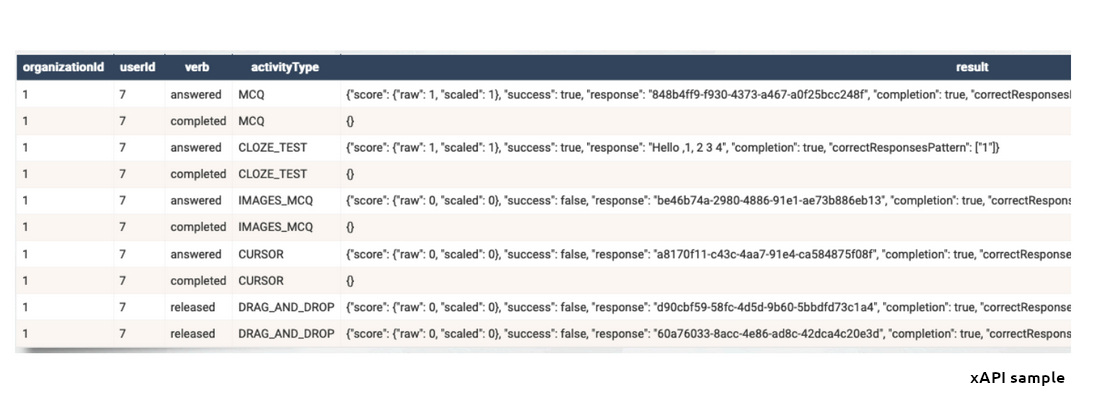 organizationId userId verb activityType result
1 7 answered MCQ {"score": {"raw": 1, "scaled": 1}, "success": true, "response": "848b4ff9-f930-4373-a467-a0f25bcc248f", "completion": true, "correctResponses
1 7 completed MCQ {}
1 7 answered CLOZE_TEST {"score": {"raw": 1, "scaled": 1}, "success": true, "response": "Hello ,1, 2 3 4", "completion": true, "correctResponsesPattern": ["1"]}
1 7 completed CLOZE_TEST {}
1 7 answered IMAGES_MCQ {"score": {"raw": 0, "scaled": 0}, "success": false, "response": "be46b74a-2980-4886-91e1-ae73b886eb13", "completion": true, "correctRespons
1 7 completed IMAGES_MCQ {}
1 7 answered CURSOR {"score": {"raw": 0, "scaled": 0}, "success": false, "response": "a8170f11-c43c-4aa7-91e4-ca584875f08f", "completion": true, "correctResponse
1 7 completed CURSOR {}
1 7 released DRAG_AND_DROP {"score": {"raw": 0, "scaled": 0}, "success": false, "response": "d90cbf59-58fc-4d5d-9b60-5bbdfd73c1a4", "completion": true, "correctResponse
1 7 released DRAG_AND_DROP {"score": {"raw": 0, "scaled": 0}, "success": false, "response": "60a76033-8acc-4e86-ad8c-42dca4c20e3d", "completion": true, "correctRespons
xAPI sample